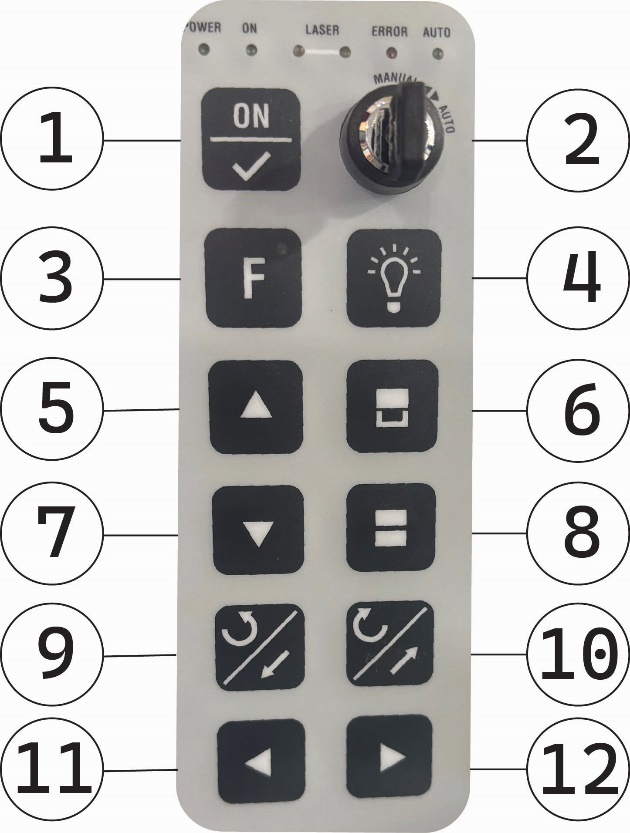 POWER ON LASER ERROR AUTO
MANUAL AUTO
1 ON 2
3 F 4
5 6
7 8
9 10
11 12